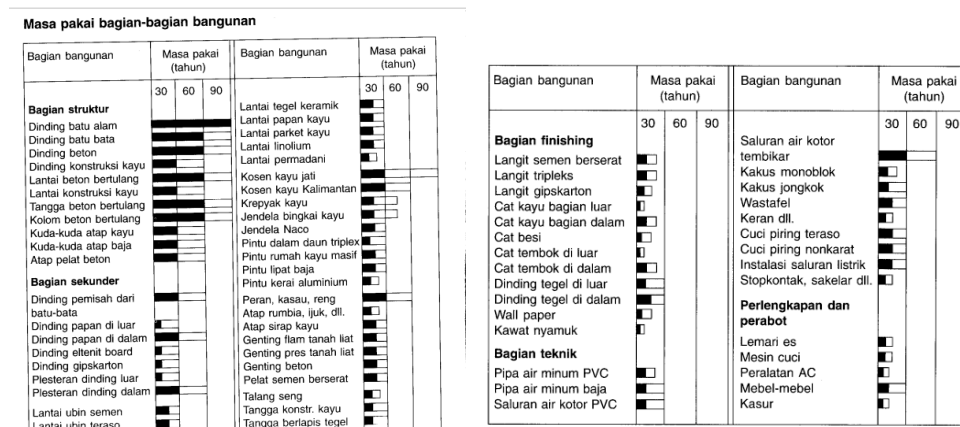 Masa pakai bagian-bagian bangunan
Bagian bangunan
Masa pakai
(tahun)
30 60 90
Bagian struktur
Dinding batu alam
Dinding batu bata
Dinding beton
Dinding konstruksi kayu
Lantai beton bertulang
Lantai konstruksi kayu
Tangga beton bertulang
Kolom beton bertulang
Kuda-kuda atap kayu
Kuda-kuda atap baja
Atap pelat beton
Bagian sekunder
Dinding pemisah dari
batu-bata
Dinding papan di luar
Dinding papan di dalam
Dinding eltenit board
Dinding gipskarton
Plesteran dinding luar
Plesteran dinding dalam
Lantai ubin semen
Lantai ubin teraso
Bagian bangunan
Masa pakai
(tahun)
30 60 90
Lantai tegel keramik
Lantai papan kayu
Lantai parket kayu
Lantai linolium
Lantai permadani
Kosen kayu jati
Kosen kayu Kalimantan
Krepyak kayu
Jendela bingkai kayu
Jendela Naco
Pintu dalam daun triplex
Pintu rumah kayu masif
Pintu lipat baja
Pintu kerai aluminium
Peran, kasau, reng
Atap rumbia, ijuk, dll.
Atap sirap kayu
Genting flam tanah liat
Genting pres tanah liat
Genting beton
Pelat semen berserat
Talang seng
Tangga konstr. kayu
Tangga berlapis tegel
Bagian bangunan
Masa pakai
(tahun)
30 60 90
Bagian finishing
Langit semen berserat
Langit tripleks
Langit gipskarton
Cat kayu bagian luar
Cat kayu bagian dalam
Cat besi
Cat tembok di luar
Cat tembok di dalam
Dinding tegel di luar
Dinding tegel di dalam
Wall paper
Kawat nyamuk
Bagian teknik
Pipa air minum PVC
Pipa air minum baja
Saluran air kotor PVC
Bagian bangunan
Masa pakai
(tahun)
30 60 90
Saluran air kotor
tembikar
Kakus monoblok
Kakus jongkok
Wastafel
Keran dll.
Cuci piring teraso
Cuci piring nonkarat
Instalasi saluran listrik
Stopkontak, sakelar dll.
Perlengkapan dan
perabot
Lemari es
Mesin cuci
Peralatan AC
Mebel-mebel
Kasur